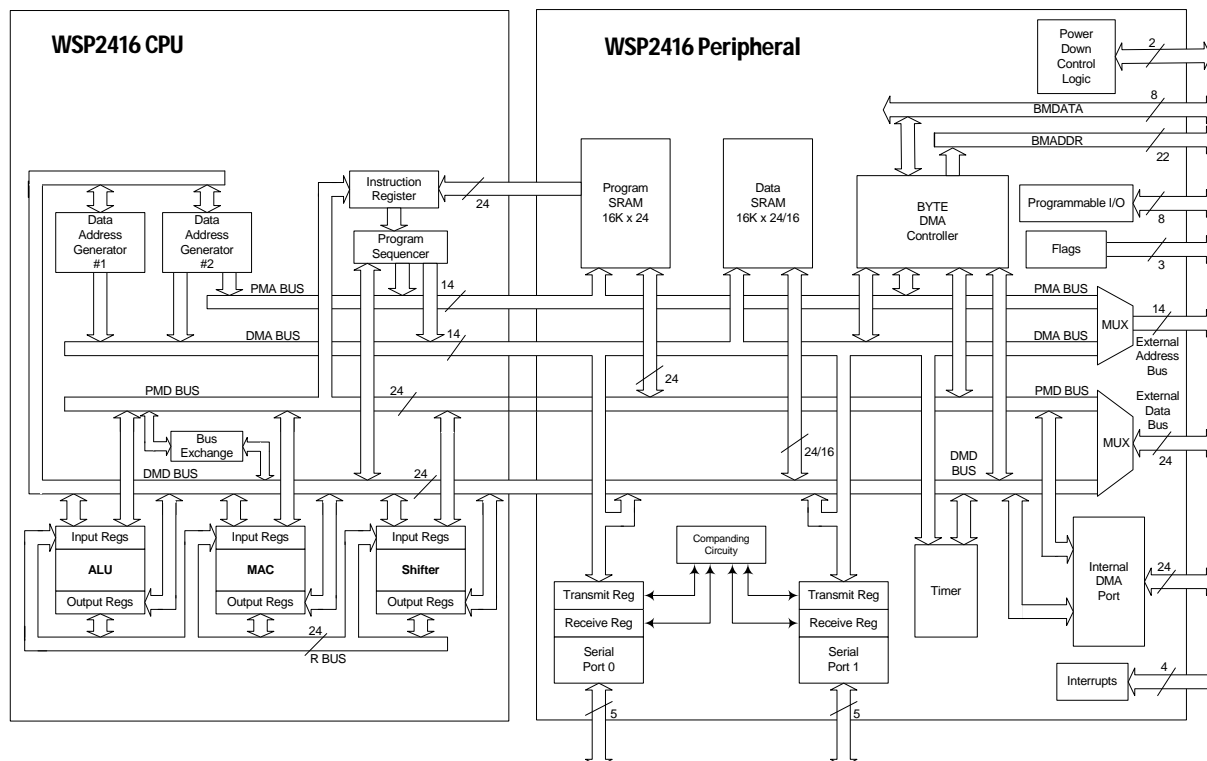 WSP2416 CPU
WSP2416 Peripheral
Power
Down
Control
Logic
2
8
BMDATA
BMADDR
22
Instruction
Register
24
Program
SRAM
16K x 24
Data
SRAM
16K x 24/16
BYTE
DMA
Controller
Programmable I/O
8
Data
Address
Generator
#1
Data
Address
Generator
#2
Program
Sequencer
Flags
3
PMA BUS
14
PMA BUS
MUX
14
External
Address
Bus
DMA BUS
14
DMA BUS
24
PMD BUS
24
PMD BUS
External
Data
Bus
MUX
24
Bus
Exchange
24/16
DMD BUS
24
DMD
BUS
Input Regs
ALU
Output Regs
Input Regs
MAC
Output Regs
Input Regs
Shifter
Output Regs
24
R BUS
Companding
Circuity
Transmit Reg
Receive Reg
Serial
Port 0
5
Transmit Reg
Receive Reg
Serial
Port 1
5
Timer
Internal
DMA
Port
24
Interrupts
4